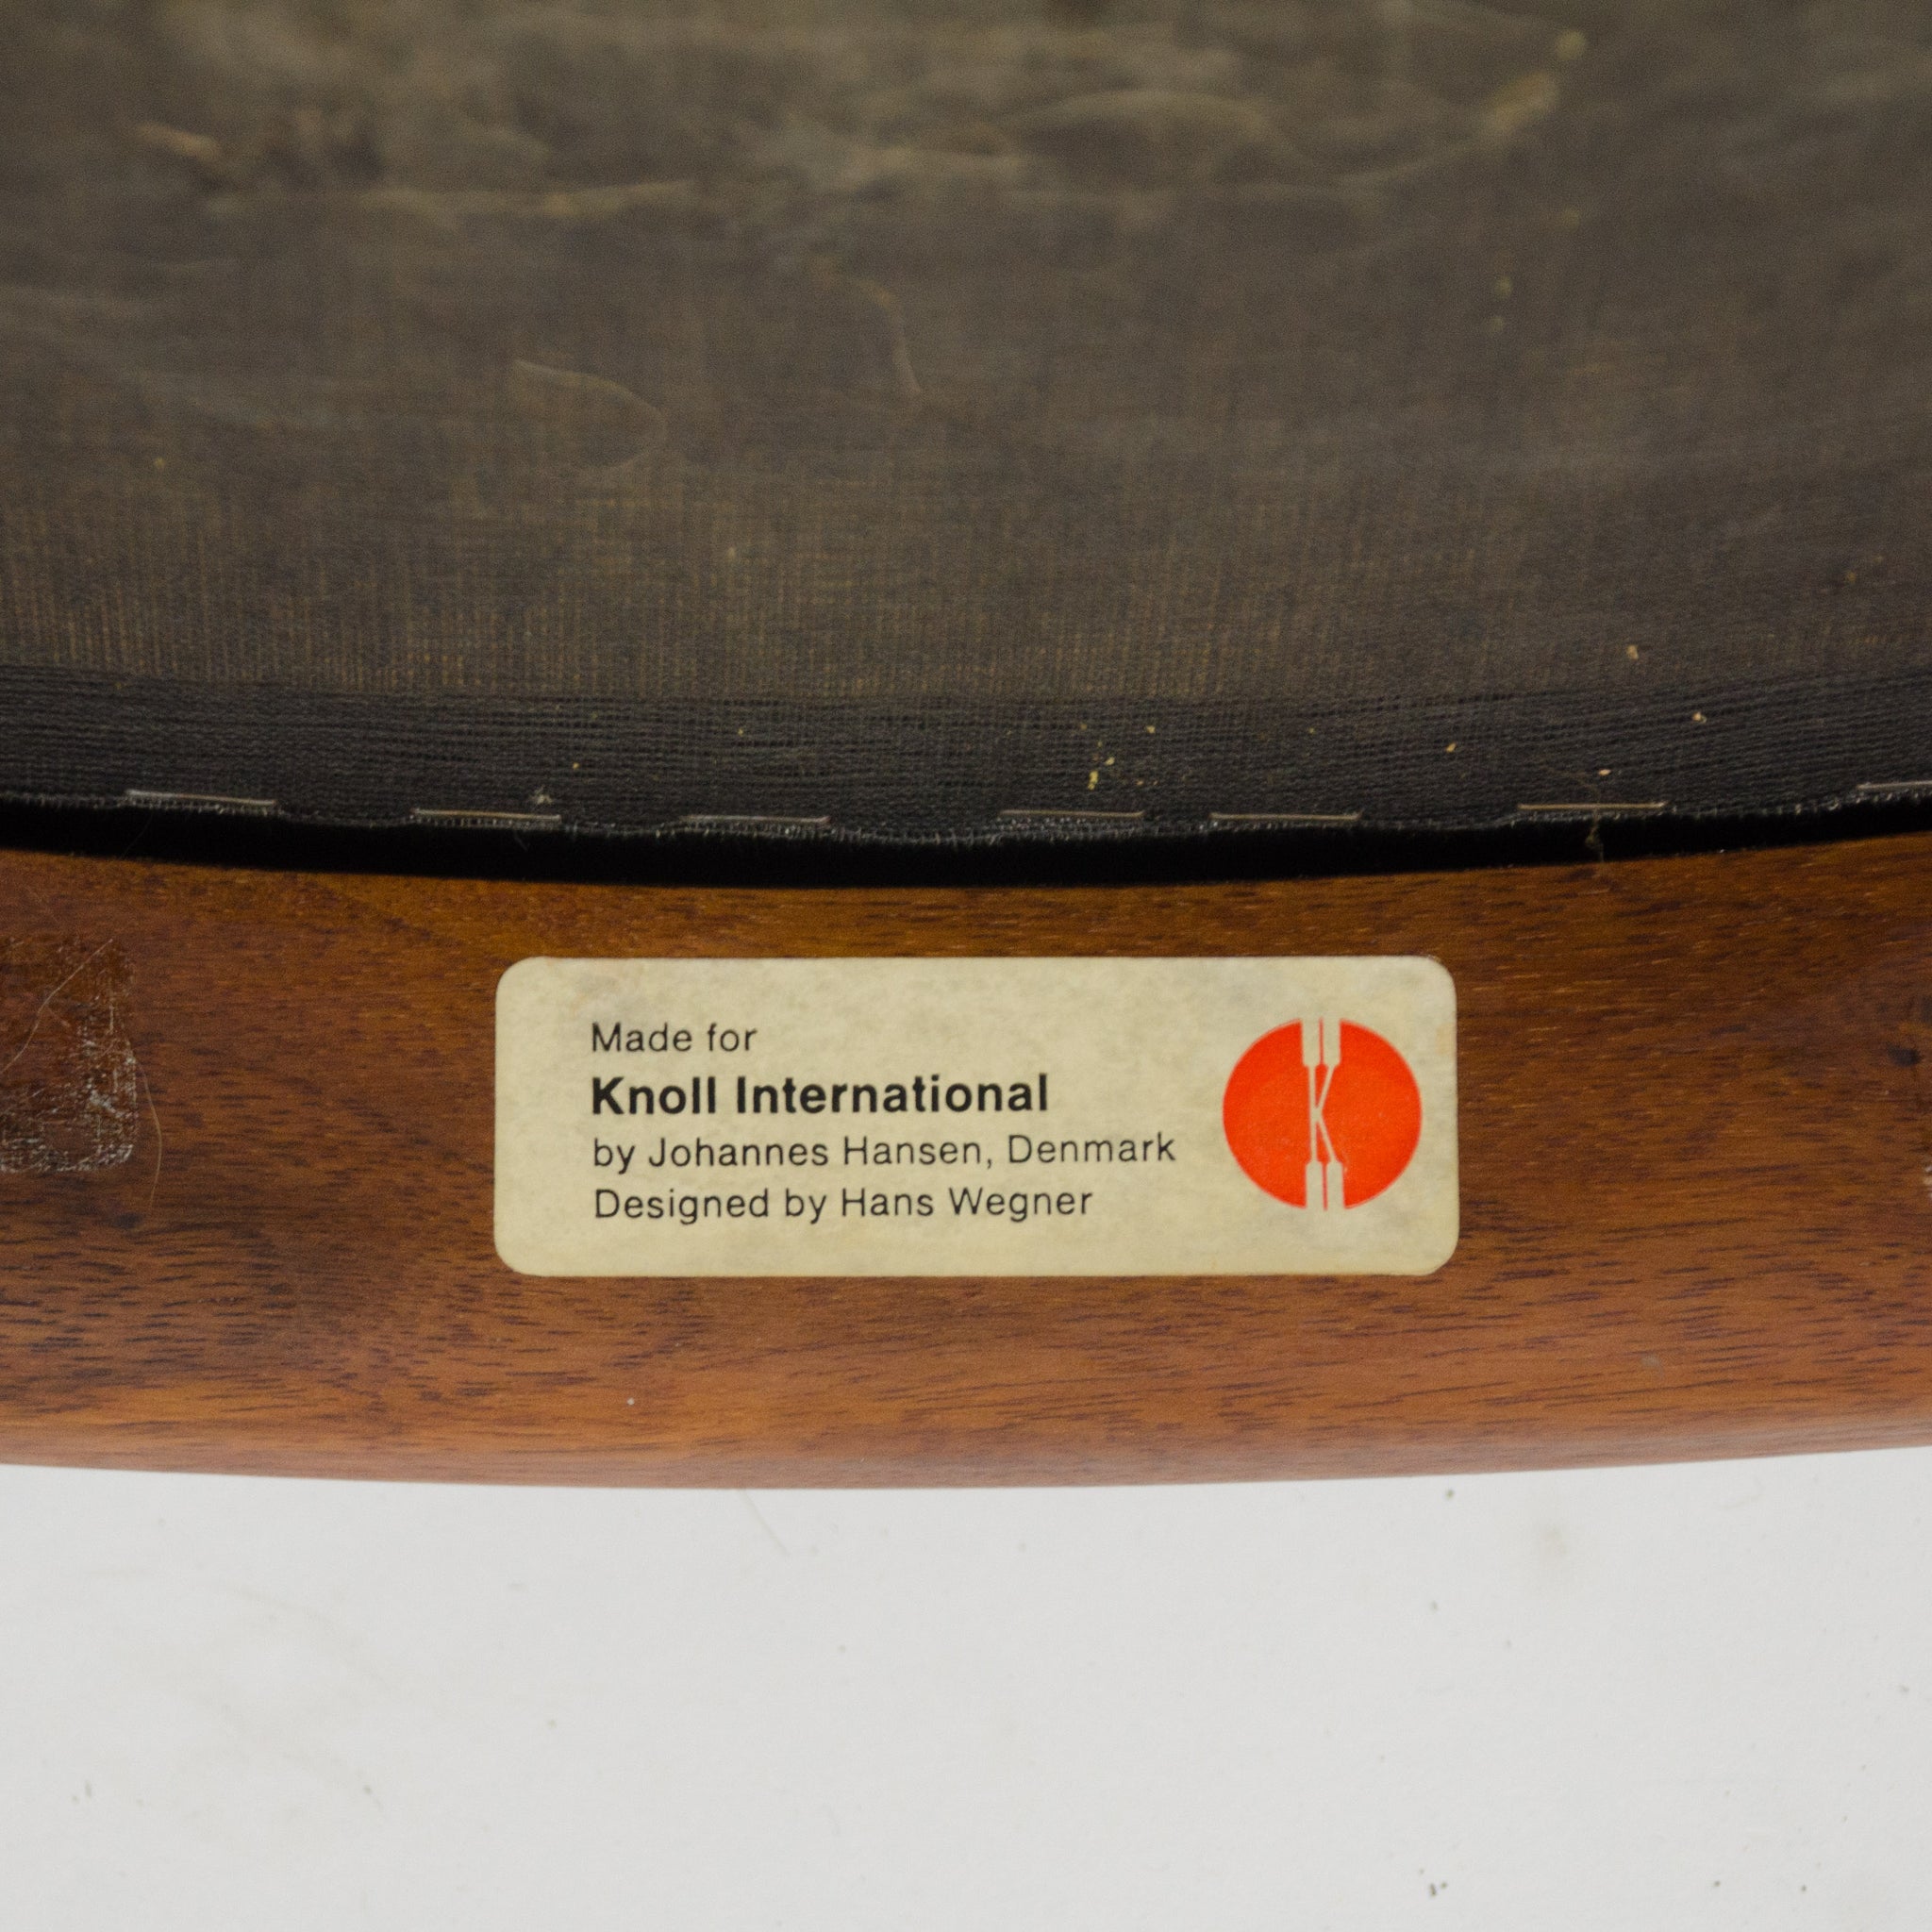 Made for
Knoll International
by Johannes Hansen, Denmark
Designed by Hans Wegner
K